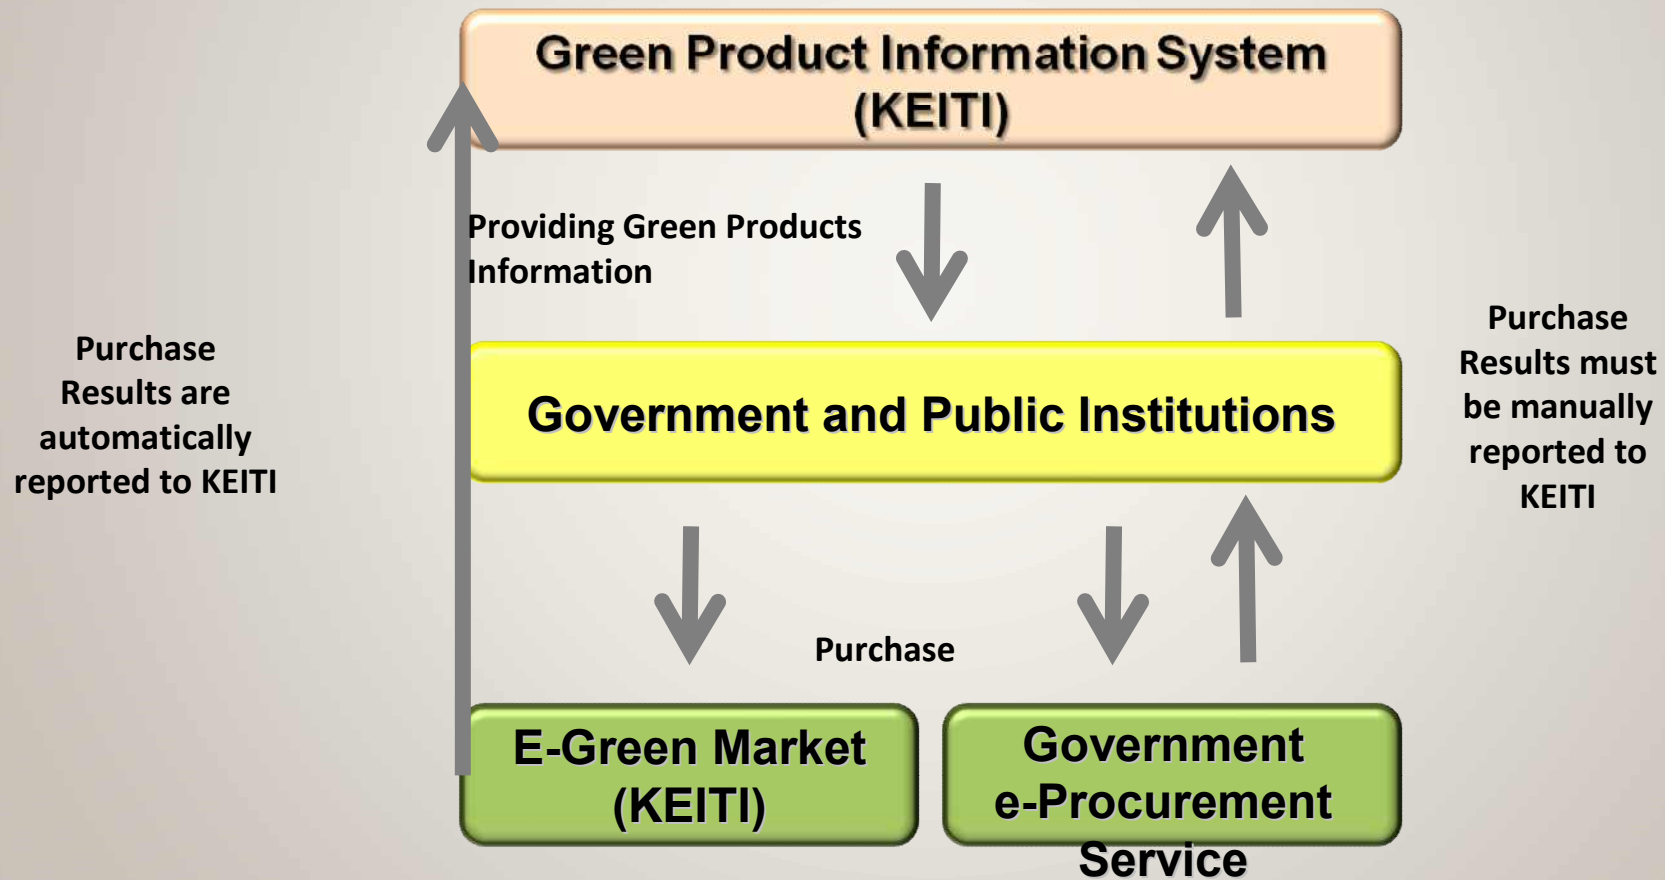 Green Product Information System
(KEITI)
Providing Green Products
Information
Purchase
Results are
automatically
reported to KEITI
Purchase
Results must
be manually
reported to
KEITI
Government and Public Institutions
Purchase
E-Green Market
(KEITI)
Government
e-Procurement
Service